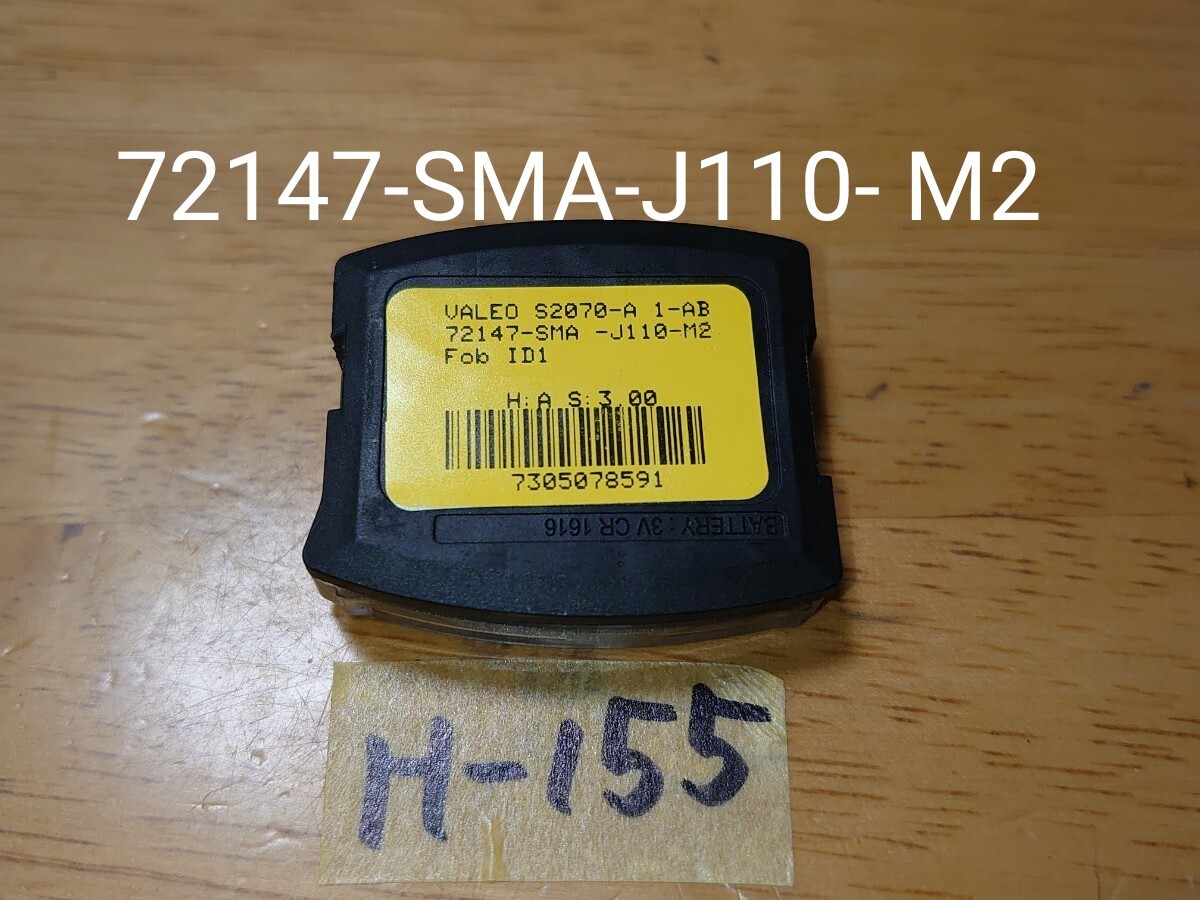 72147-SMA-J110- M2
VALEO S2070-A 1-AB
72147-SMA -J110-M2
Fob ID1
H:A S:3.00
7305078591
BATTERY : 3V CR 1616
H-155